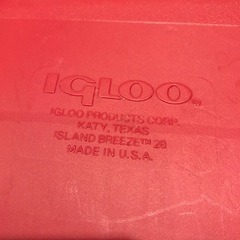 IGLOO®
IGLOO PRODUCTS CORP.
KATY, TEXAS
ISLAND BREEZE™ 28
MADE IN U.S.A.